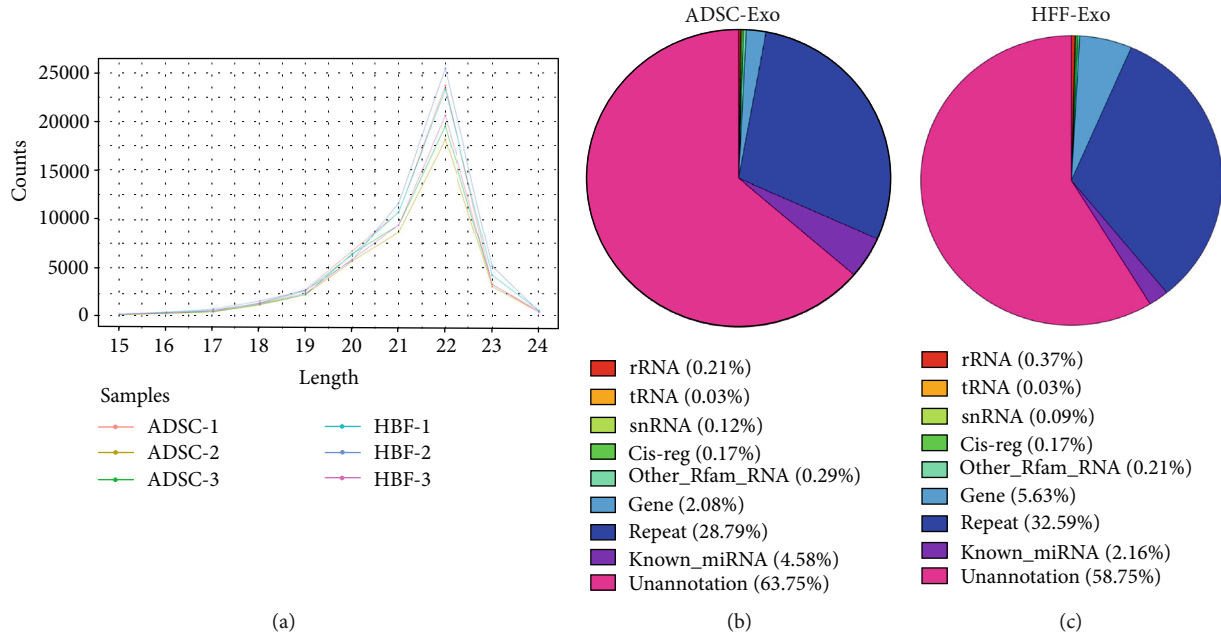 25000
20000
15000
10000
5000
0
Counts
15 16 17 18 19 20 21 22 23 24
Length
Samples
ADSC-1
ADSC-2
ADSC-3
HBF-1
HBF-2
HBF-3
(a)
ADSC-Exo
rRNA (0.21%)
tRNA (0.03%)
snRNA (0.12%)
Cis-reg (0.17%)
Other_Rfam_RNA (0.29%)
Gene (2.08%)
Repeat (28.79%)
Known_miRNA (4.58%)
Unannotation (63.75%)
(b)
HFF-Exo
rRNA (0.37%)
tRNA (0.03%)
snRNA (0.09%)
Cis-reg (0.17%)
Other_Rfam_RNA (0.21%)
Gene (5.63%)
Repeat (32.59%)
Known_miRNA (2.16%)
Unannotation (58.75%)
(c)